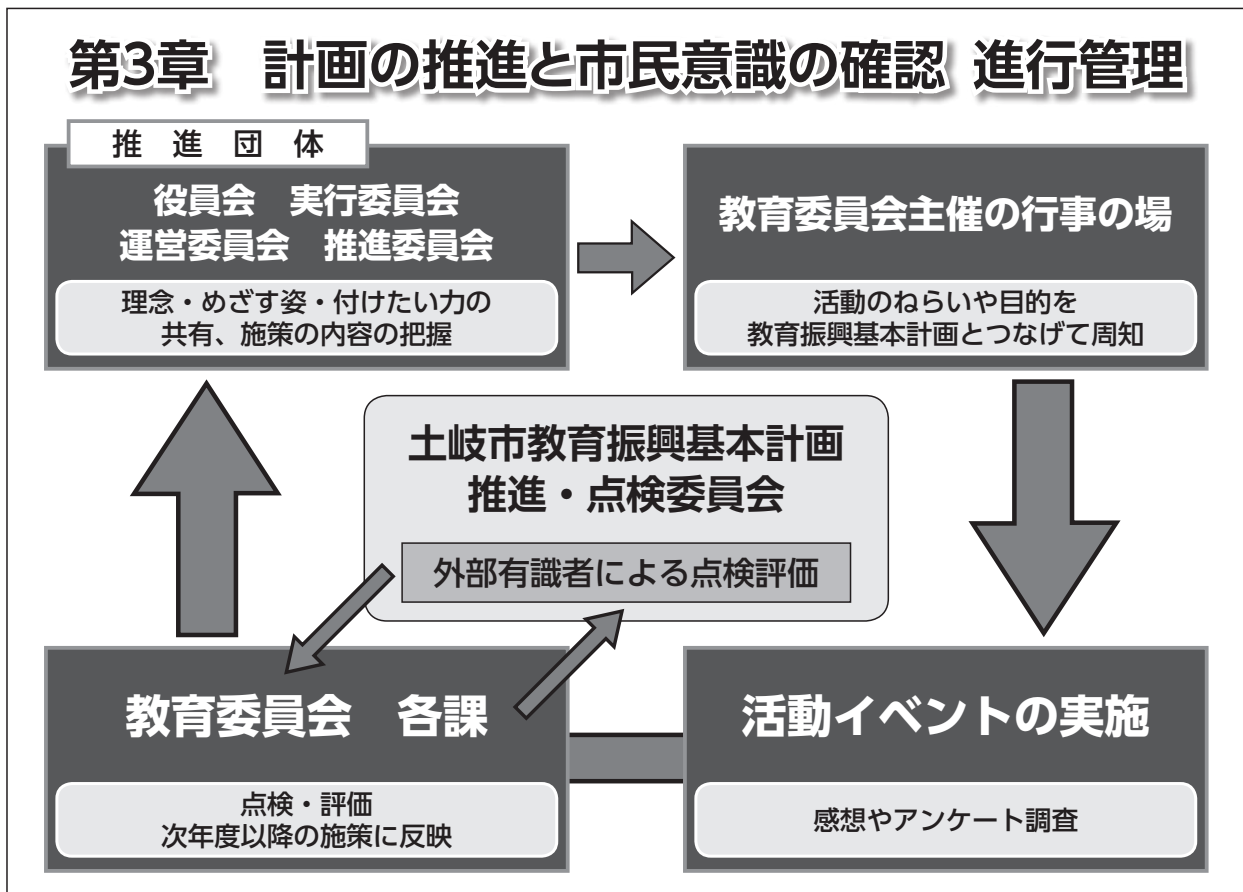 第3章　計画の推進と市民意識の確認 進行管理
推　進　団　体
役員会　実行委員会
運営委員会　推進委員会
理念・めざす姿・付けたい力の
共有、施策の内容の把握
教育委員会主催の行事の場
活動のねらいや目的を
教育振興基本計画とつなげて周知
土岐市教育振興基本計画
推進・点検委員会
外部有識者による点検評価
教育委員会　各課
点検・評価
次年度以降の施策に反映
活動イベントの実施
感想やアンケート調査